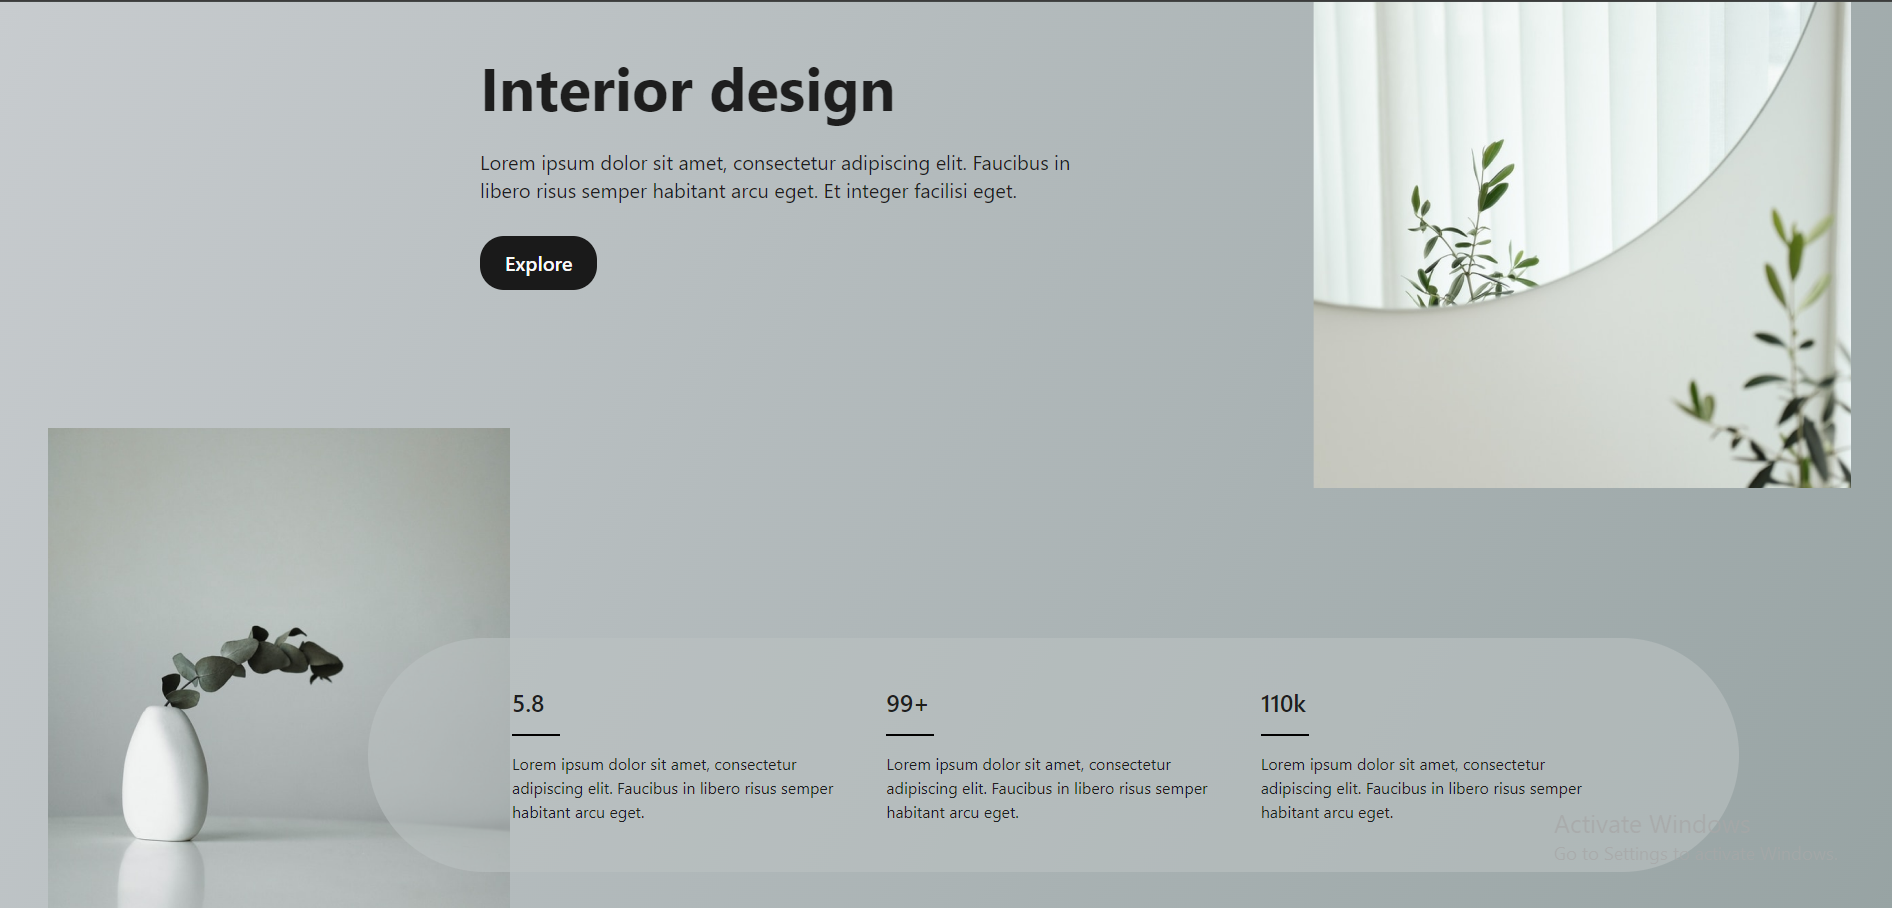 Interior design
Lorem ipsum dolor sit amet, consectetur adipiscing elit. Faucibus in
libero risus semper habitant arcu eget. Et integer facilisi eget.
Explore
5.8
Lorem ipsum dolor sit amet, consectetur
adipiscing elit. Faucibus in libero risus semper
habitant arcu eget.
99+
Lorem ipsum dolor sit amet, consectetur
adipiscing elit. Faucibus in libero risus semper
habitant arcu eget.
110k
Lorem ipsum dolor sit amet, consectetur
adipiscing elit. Faucibus in libero risus semper
habitant arcu eget.
Activate Windows
Go to Settings to Windows.